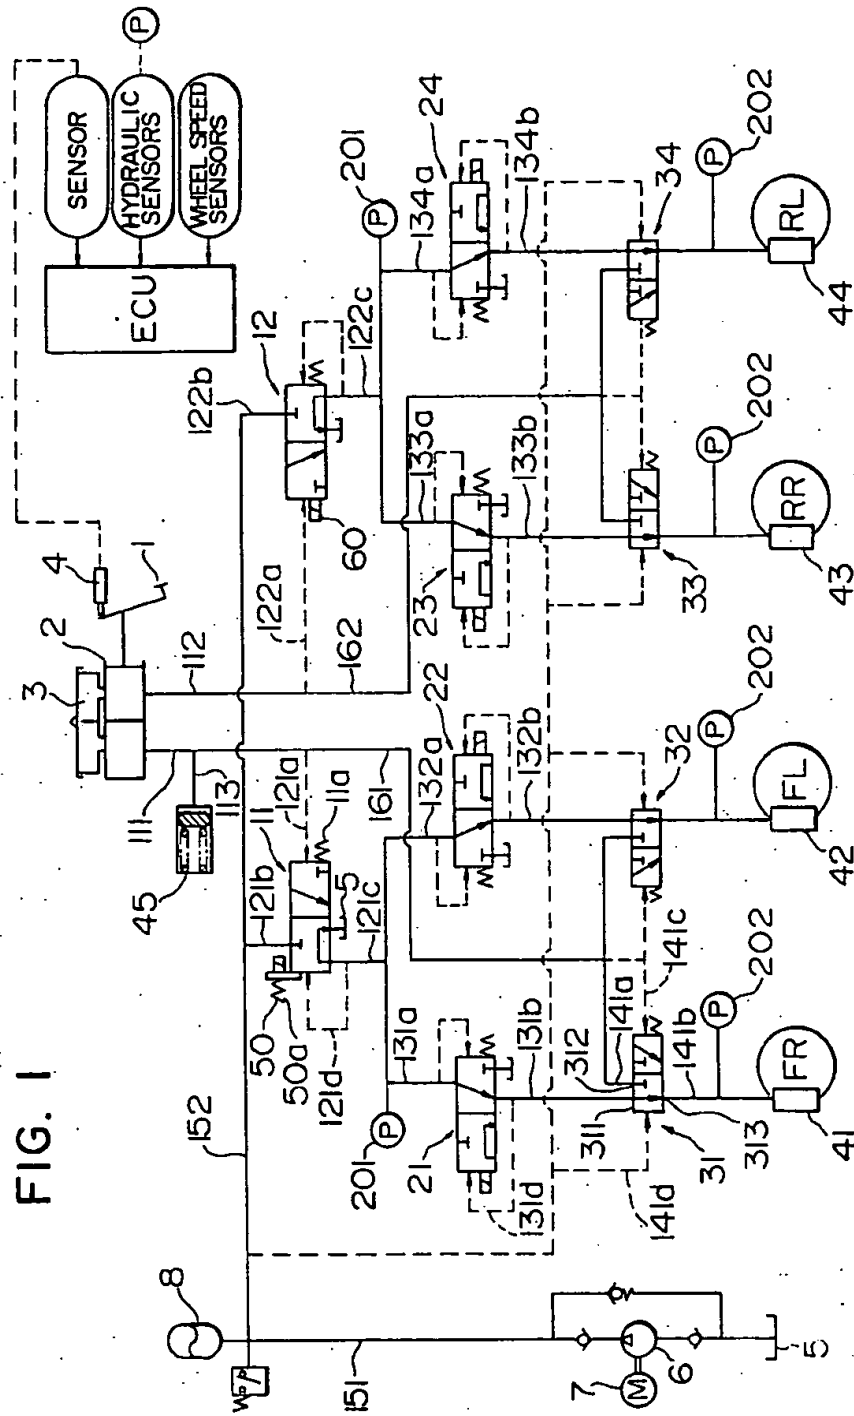 FIG. 1
SENSOR
HYDRAULIC
SENSORS
WHEEL SPEED
SENSORS
ECU
P
4
1
2
3
112
111
113
45
12
122b
122c
122a
60
162
11
11a
121a
121b
121c
121d
161
5
50
50a
152
8
151
7
M
6
5
201
P
24
134a
134b
133a
133b
23
22
132a
132b
201
P
131a
131b
131d
21
34
33
32
31
311
312
313
141a
141b
141c
141d
202
P
202
P
202
P
202
P
RL
44
RR
43
FL
42
FR
41